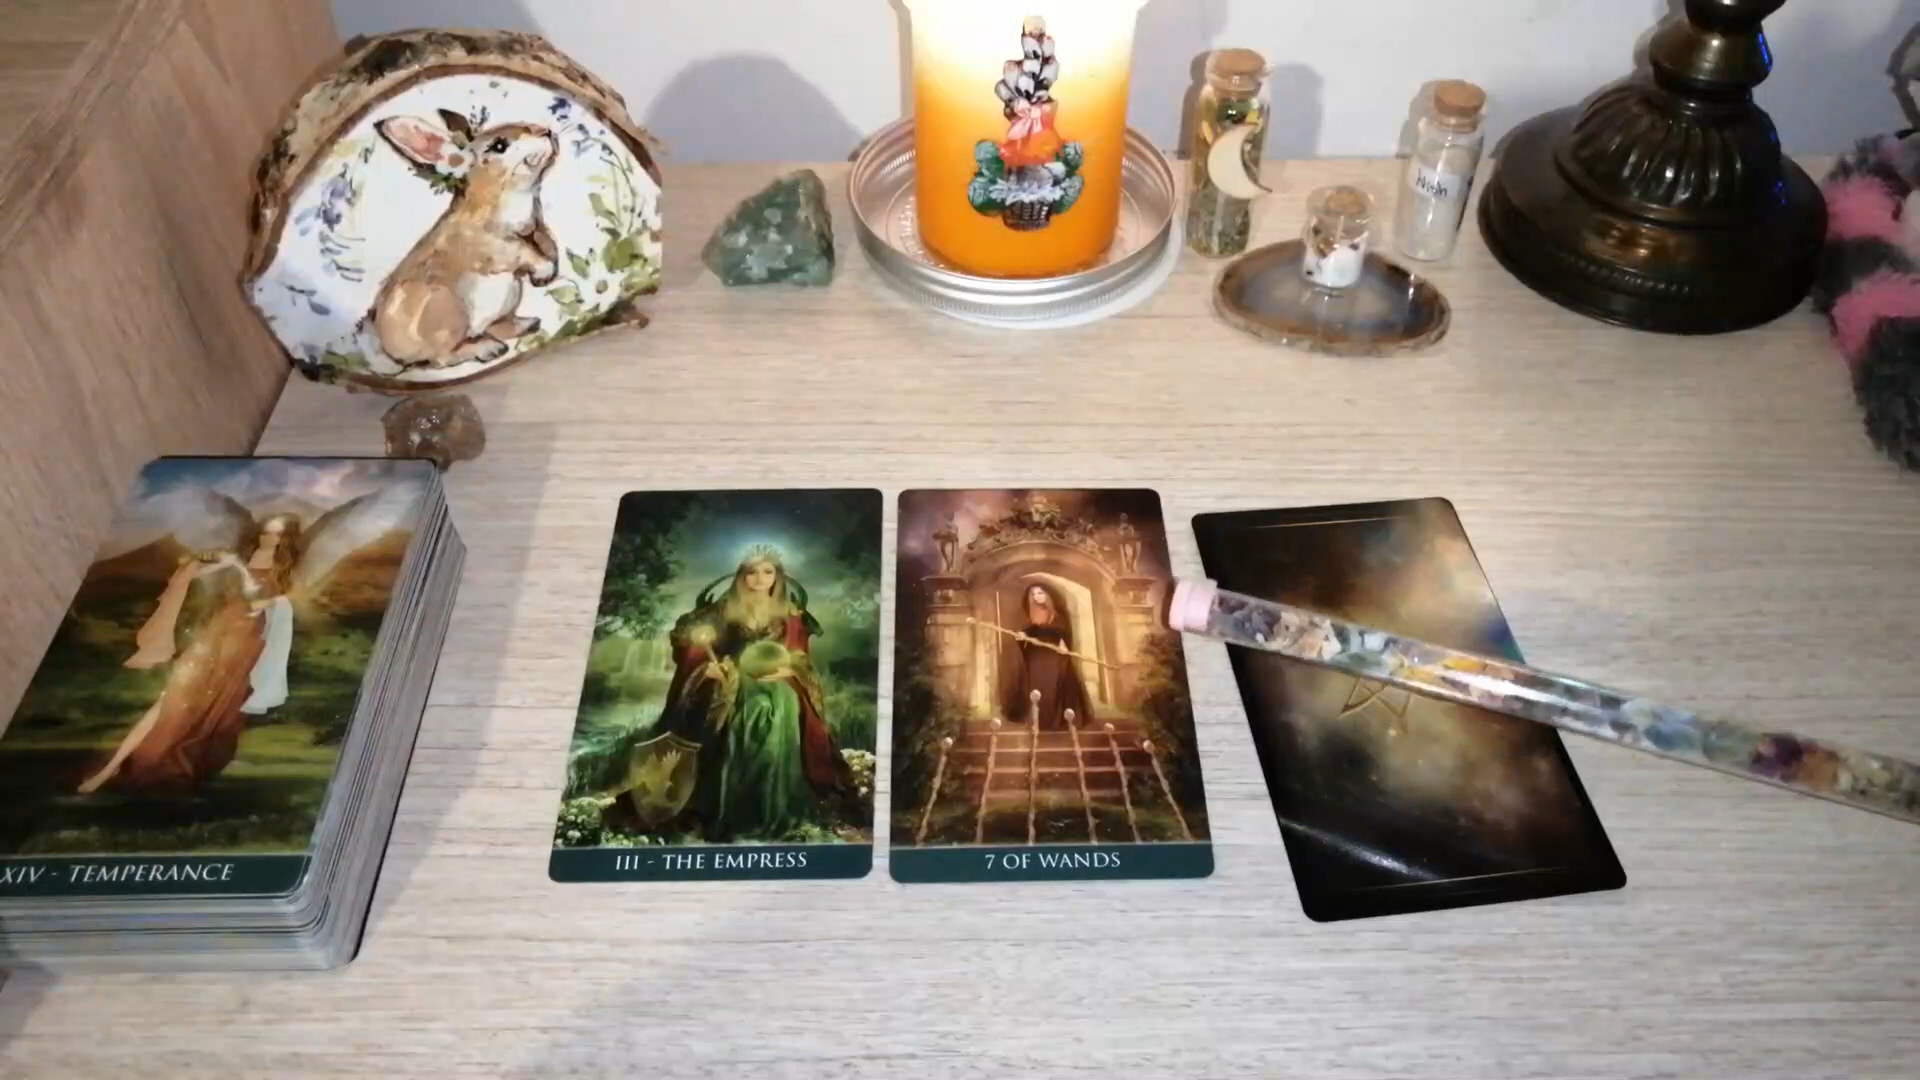 XIV - TEMPERANCE
III - THE EMPRESS
7 OF WANDS